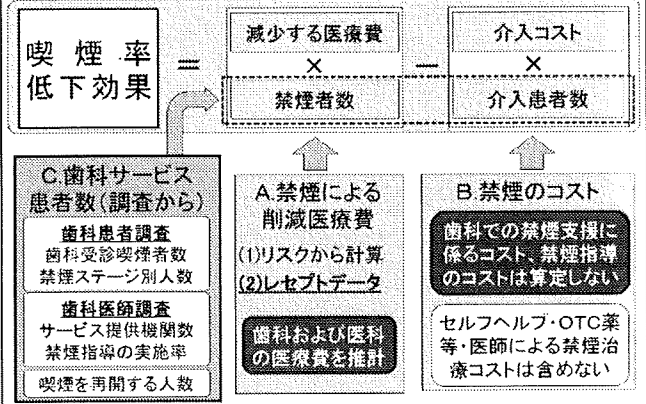 喫煙率
低下効果
=
減少する医療費
×
禁煙者数
−
介入コスト
×
介入患者数
C.歯科サービス
患者数(調査から)
歯科患者調査
歯科受診喫煙者数
禁煙ステージ別人数
歯科医師調査
サービス提供機関数
禁煙指導の実施率
喫煙を再開する人数
A.禁煙による
削減医療費
(1)リスクから計算
(2)レセプトデータ
歯科および医科
の医療費を推計
B.禁煙のコスト
歯科での禁煙支援に
係るコスト、禁煙指導
のコストは算定しない
セルフヘルプ・OTC薬
等・医師による禁煙治
療コストは含めない